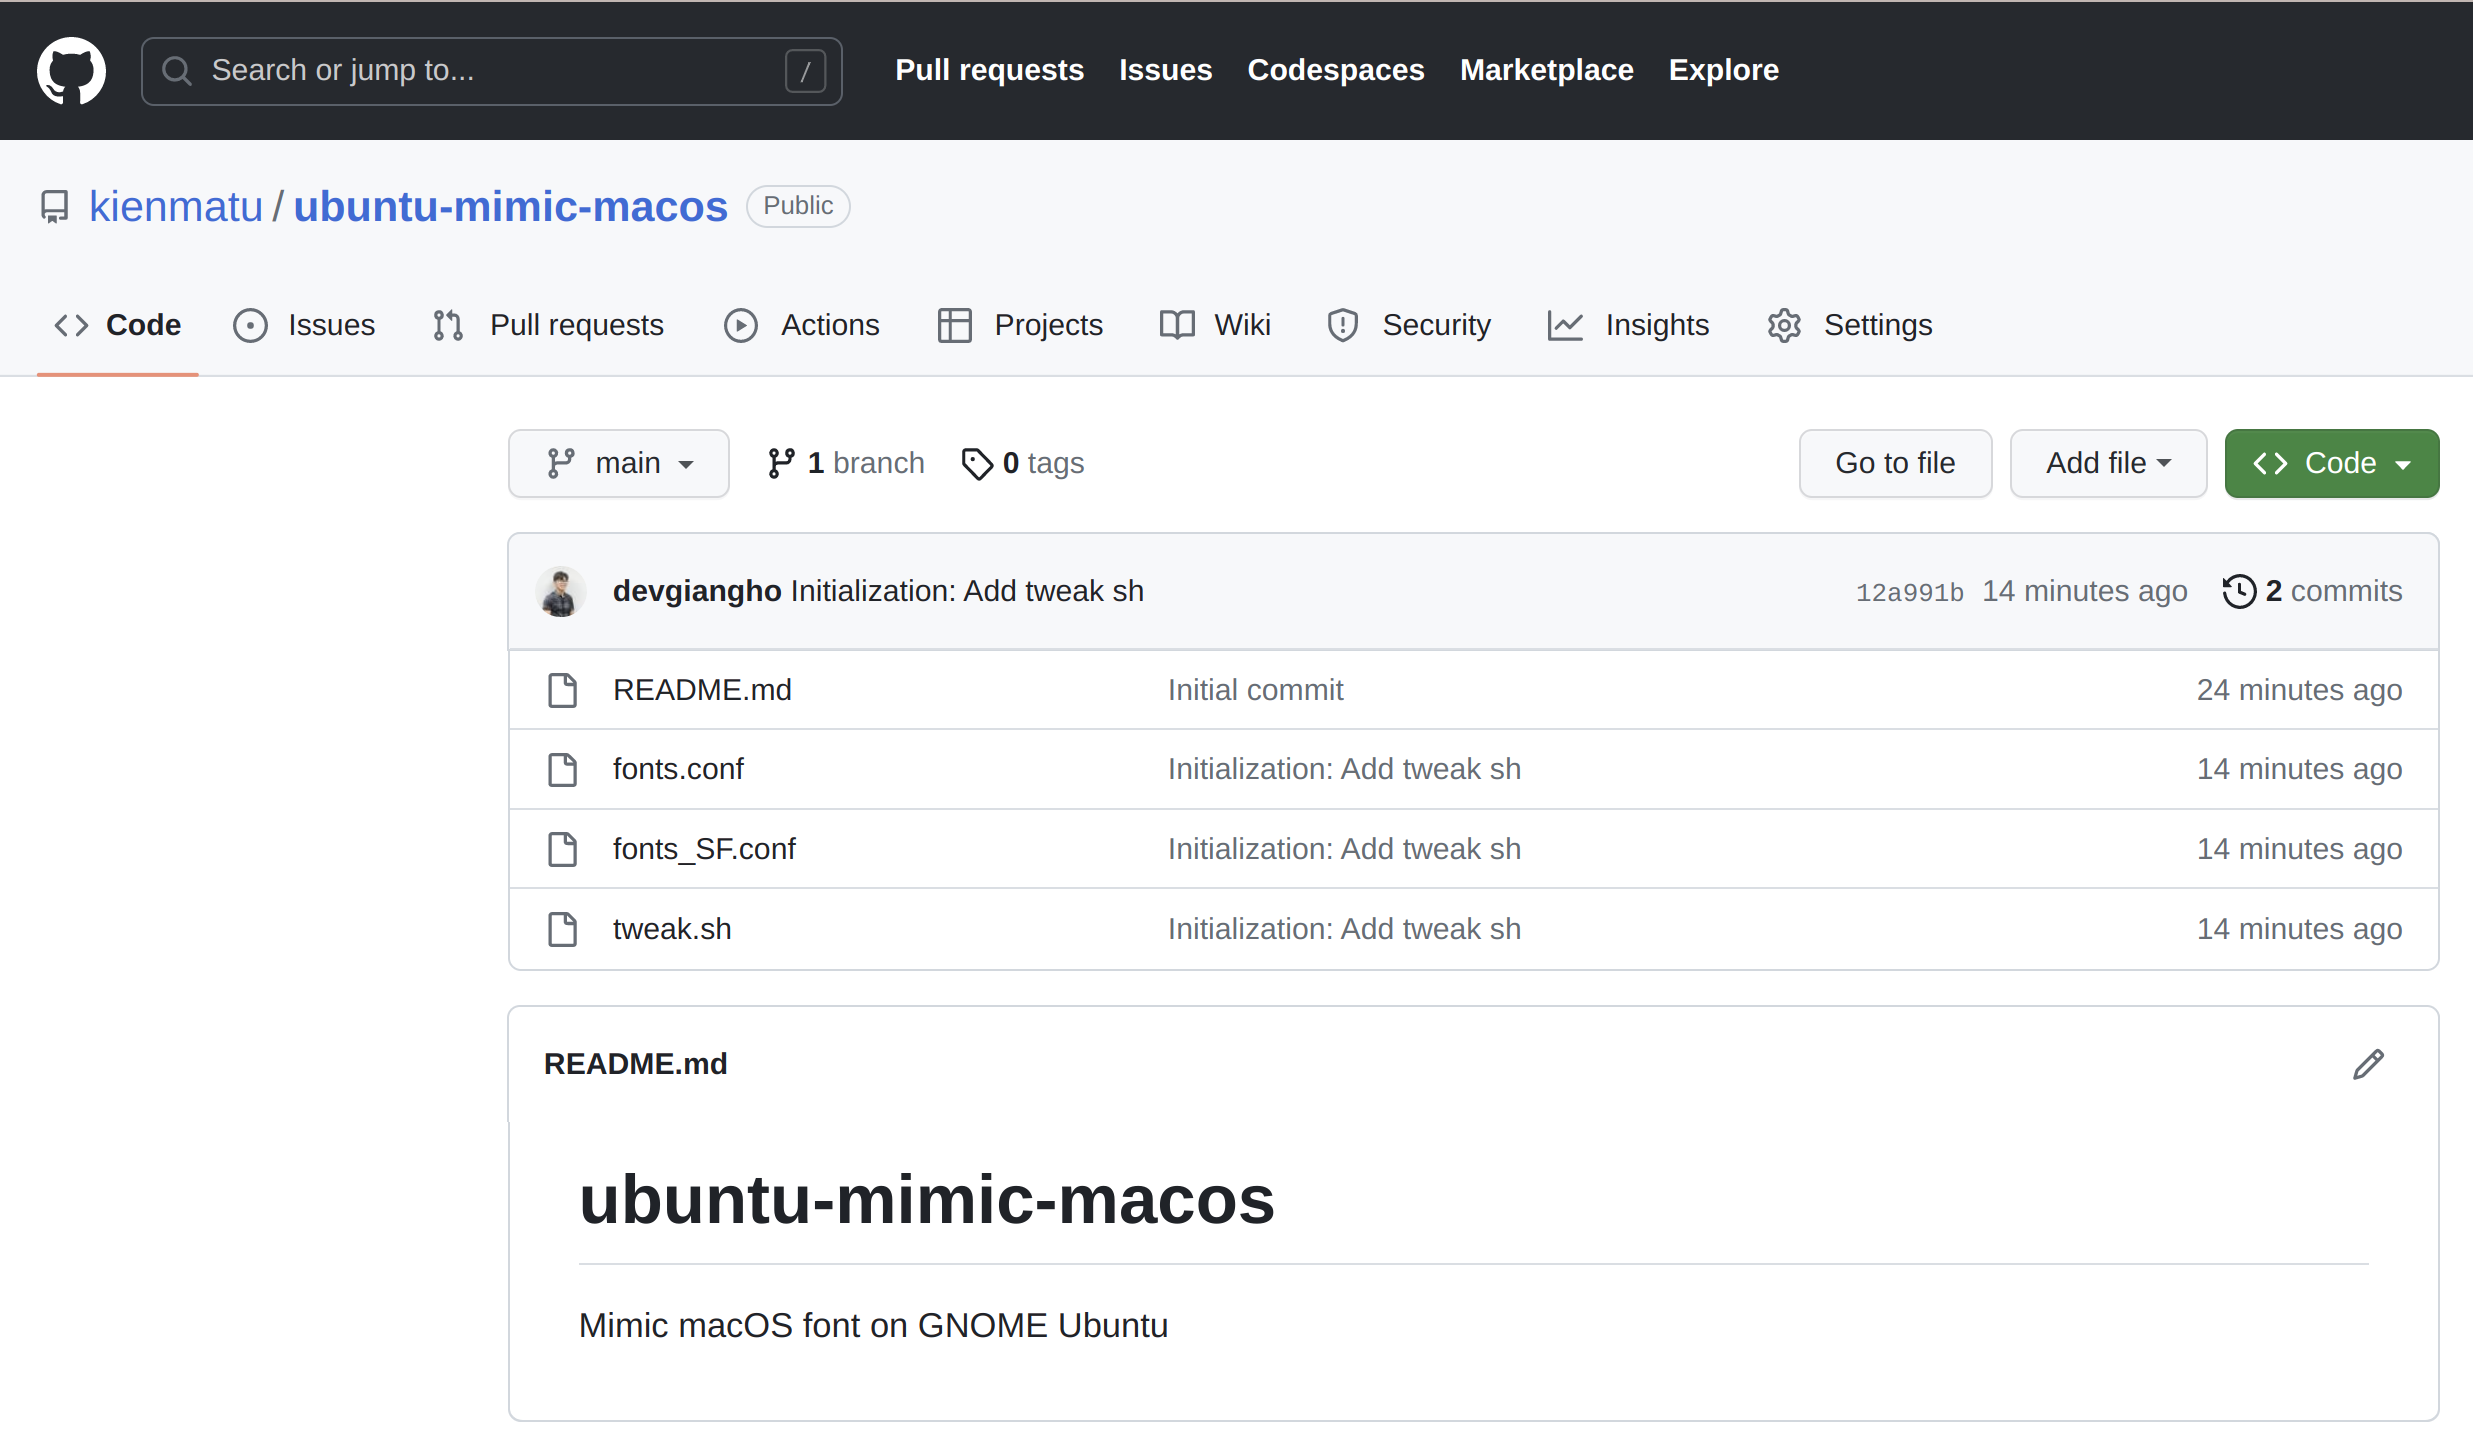 Search or jump to... / Pull requests Issues Codespaces Marketplace Explore
kienmatu / ubuntu-mimic-macos Public
Code Issues Pull requests Actions Projects Wiki Security Insights Settings
main 1 branch 0 tags Go to file Add file Code
devgiangho Initialization: Add tweak sh 12a991b 14 minutes ago 2 commits
README.md Initial commit 24 minutes ago
fonts.conf Initialization: Add tweak sh 14 minutes ago
fonts_SF.conf Initialization: Add tweak sh 14 minutes ago
tweak.sh Initialization: Add tweak sh 14 minutes ago
README.md
ubuntu-mimic-macos
Mimic macOS font on GNOME Ubuntu